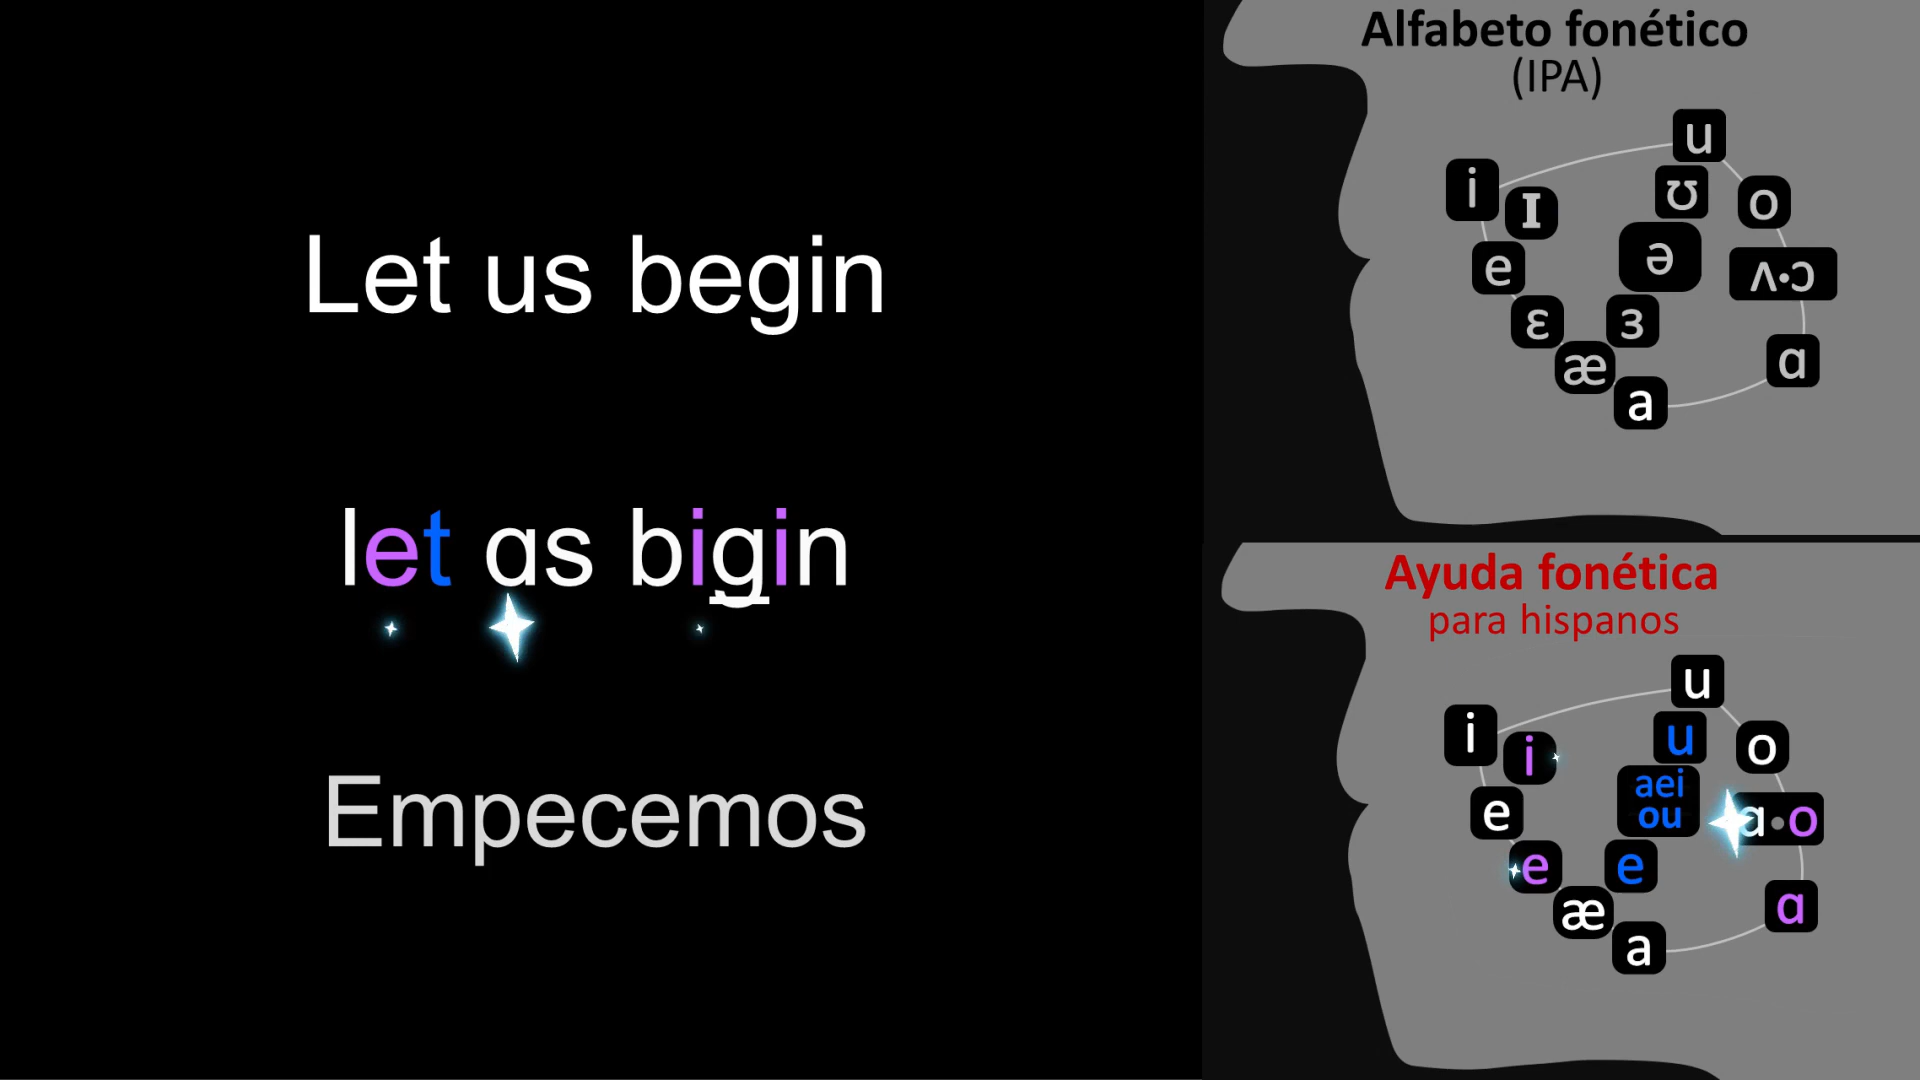 Let us begin
let ɑs bigin
Empecemos
Alfabeto fonético
(IPA)
u
i ɪ ʊ o
e ə ʌ•ɔ
ɛ ɜ
æ ɑ
a
Ayuda fonética
para hispanos
u
i i u o
e aei
ou ɑ•o
e e
æ ɑ
a